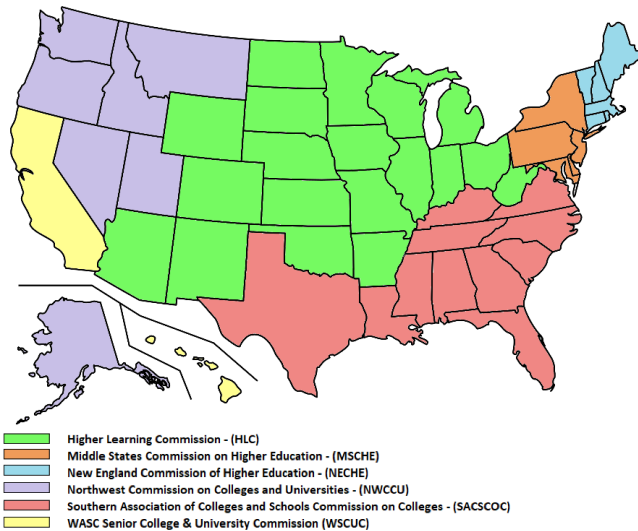 Higher Learning Commission - (HLC)
Middle States Commission on Higher Education - (MSCHE)
New England Commission of Higher Education - (NECHE)
Northwest Commission on Colleges and Universities - (NWCCU)
Southern Association of Colleges and Schools Commission on Colleges - (SACSCOC)
WASC Senior College & University Commission (WSCUC)